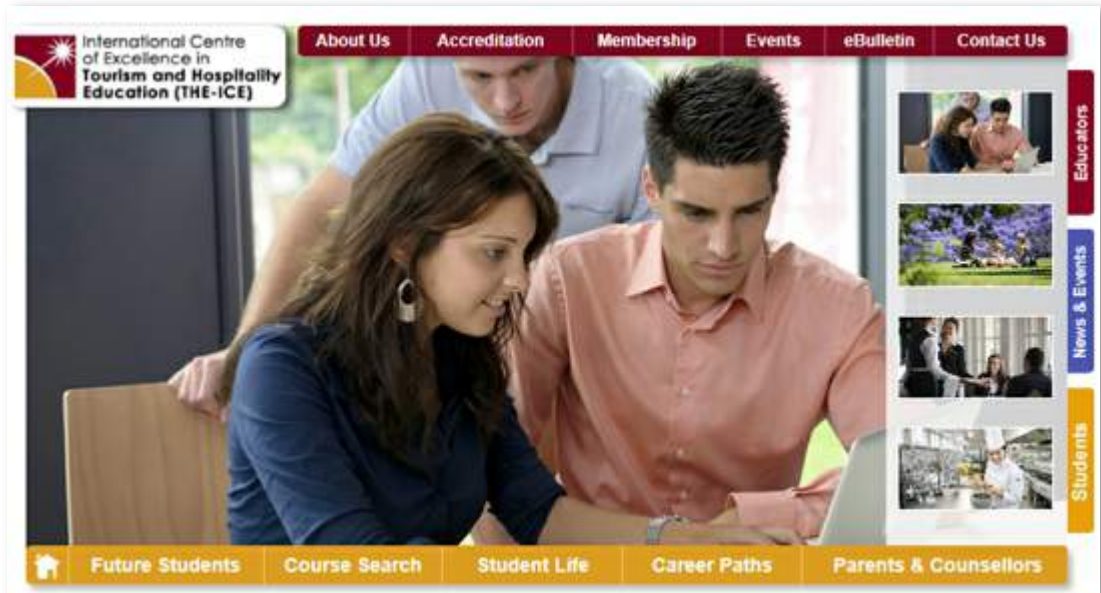 International Centre
of Excellence in
Tourism and Hospitality
Education (THE-ICE)
About Us
Accreditation
Membership
Events
eBulletin
Contact Us
Educators
News & Events
Students
Future Students
Course Search
Student Life
Career Paths
Parents & Counsellors